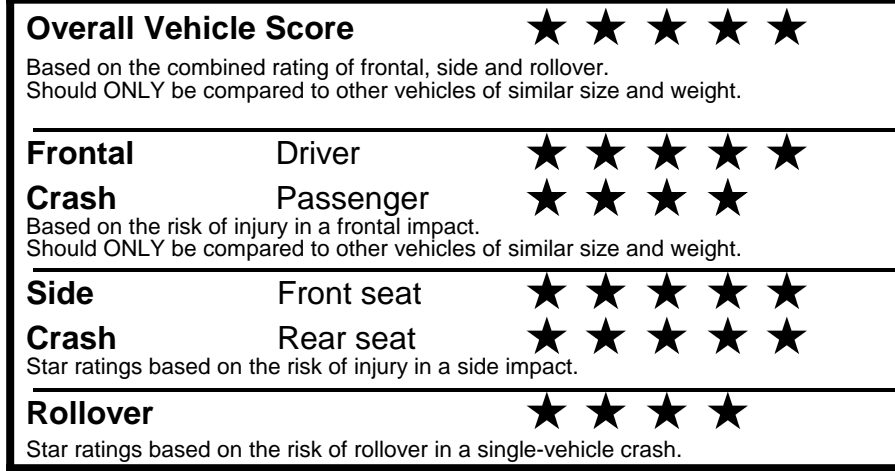 Overall Vehicle Score ★ ★ ★ ★ ★
Based on the combined rating of frontal, side and rollover.
Should ONLY be compared to other vehicles of similar size and weight.
Frontal Driver ★ ★ ★ ★ ★
Crash Passenger ★ ★ ★ ★
Based on the risk of injury in a frontal impact.
Should ONLY be compared to other vehicles of similar size and weight.
Side Front seat ★ ★ ★ ★ ★
Crash Rear seat ★ ★ ★ ★ ★
Star ratings based on the risk of injury in a side impact.
Rollover ★ ★ ★ ★
Star ratings based on the risk of rollover in a single-vehicle crash.